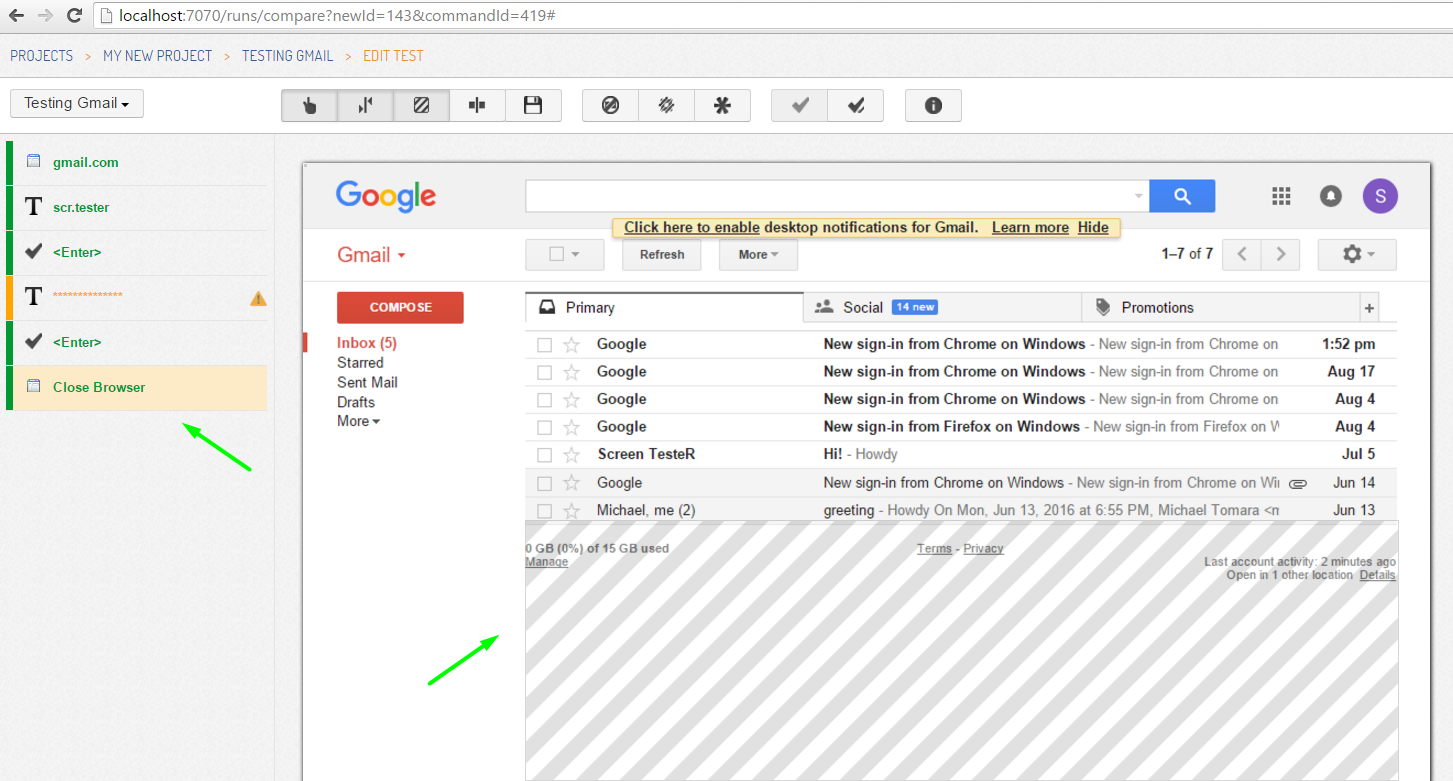 localhost:7070/runs/compare?newId=143&commandId=419#
PROJECTS > MY NEW PROJECT > TESTING GMAIL > EDIT TEST
Testing Gmail
gmail.com
T scr.tester
<Enter>
T **************
<Enter>
Close Browser
Google
S
Click here to enable desktop notifications for Gmail. Learn more Hide
Gmail
Refresh
More
1–7 of 7
COMPOSE
Inbox (5)
Starred
Sent Mail
Drafts
More
Primary
Social 14 new
Promotions
+
Google New sign-in from Chrome on Windows - New sign-in from Chrome on 1:52 pm
Google New sign-in from Chrome on Windows - New sign-in from Chrome on Aug 17
Google New sign-in from Chrome on Windows - New sign-in from Chrome on Aug 4
Google New sign-in from Firefox on Windows - New sign-in from Firefox on W Aug 4
Screen TesteR Hi! - Howdy Jul 5
Google New sign-in from Chrome on Windows - New sign-in from Chrome on Wi Jun 14
Michael, me (2) greeting - Howdy On Mon, Jun 13, 2016 at 6:55 PM, Michael Tomara <m Jun 13
0 GB (0%) of 15 GB used
Manage
Terms - Privacy
Last account activity: 2 minutes ago
Open in 1 other location Details